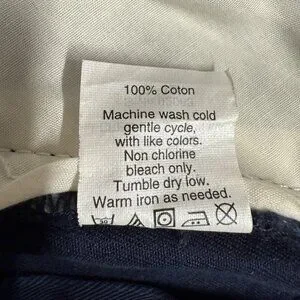 100% Coton
Machine wash cold
gentle cycle,
with like colors.
Non chlorine
bleach only.
Tumble dry low.
Warm iron as needed.